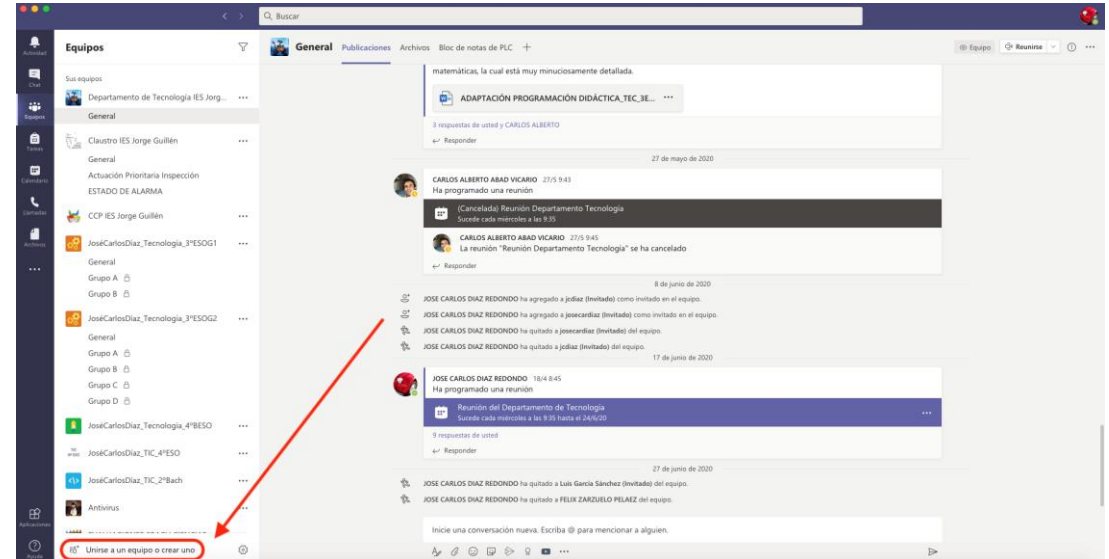 Buscar
Actividad
Chat
Equipos
Tareas
Calendario
Llamadas
Archivos
Aplicaciones
Ayuda
Equipos
Sus equipos
Departamento de Tecnología IES Jorg...
General
Claustro IES Jorge Guillén
General
Actuación Prioritaria Inspección
ESTADO DE ALARMA
CCP IES Jorge Guillén
JoséCarlosDíaz_Tecnología_3ºESOG1
General
Grupo A
Grupo B
JoséCarlosDíaz_Tecnología_3ºESOG2
General
Grupo A
Grupo B
Grupo C
Grupo D
JoséCarlosDíaz_Tecnología_4ºBESO
JoséCarlosDíaz_TIC_4ºESO
JoséCarlosDíaz_TIC_2ºBach
Antivirus
Unirse a un equipo o crear uno
General Publicaciones Archivos Bloc de notas de PLC
Equipo Reunirse
matemáticas, la cual está muy minuciosamente detallada.
ADAPTACIÓN PROGRAMACIÓN DIDÁCTICA_TEC_3E...
3 respuestas de usted y CARLOS ALBERTO
Responder
27 de mayo de 2020
CARLOS ALBERTO ABAD VICARIO 27/5 9:43
Ha programado una reunión
(Cancelada) Reunión Departamento Tecnología
Sucede cada miércoles a las 9:35
CARLOS ALBERTO ABAD VICARIO 27/5 9:45
La reunión "Reunión Departamento Tecnología" se ha cancelado
Responder
8 de junio de 2020
JOSE CARLOS DIAZ REDONDO ha agregado a jcdiaz (Invitado) como invitado en el equipo.
JOSE CARLOS DIAZ REDONDO ha agregado a josecardiaz (Invitado) como invitado en el equipo.
JOSE CARLOS DIAZ REDONDO ha quitado a josecardiaz (Invitado) del equipo.
JOSE CARLOS DIAZ REDONDO ha quitado a jcdiaz (Invitado) del equipo.
17 de junio de 2020
JOSE CARLOS DIAZ REDONDO 18/4 8:45
Ha programado una reunión
Reunión del Departamento de Tecnología
Sucede cada miércoles a las 9:35 hasta el 24/6/20
9 respuestas de usted
Responder
27 de junio de 2020
JOSE CARLOS DIAZ REDONDO ha quitado a Luis García Sánchez (Invitado) del equipo.
JOSE CARLOS DIAZ REDONDO ha quitado a FELIX ZARZUELO PELAEZ del equipo.
Inicie una conversación nueva. Escriba @ para mencionar a alguien.